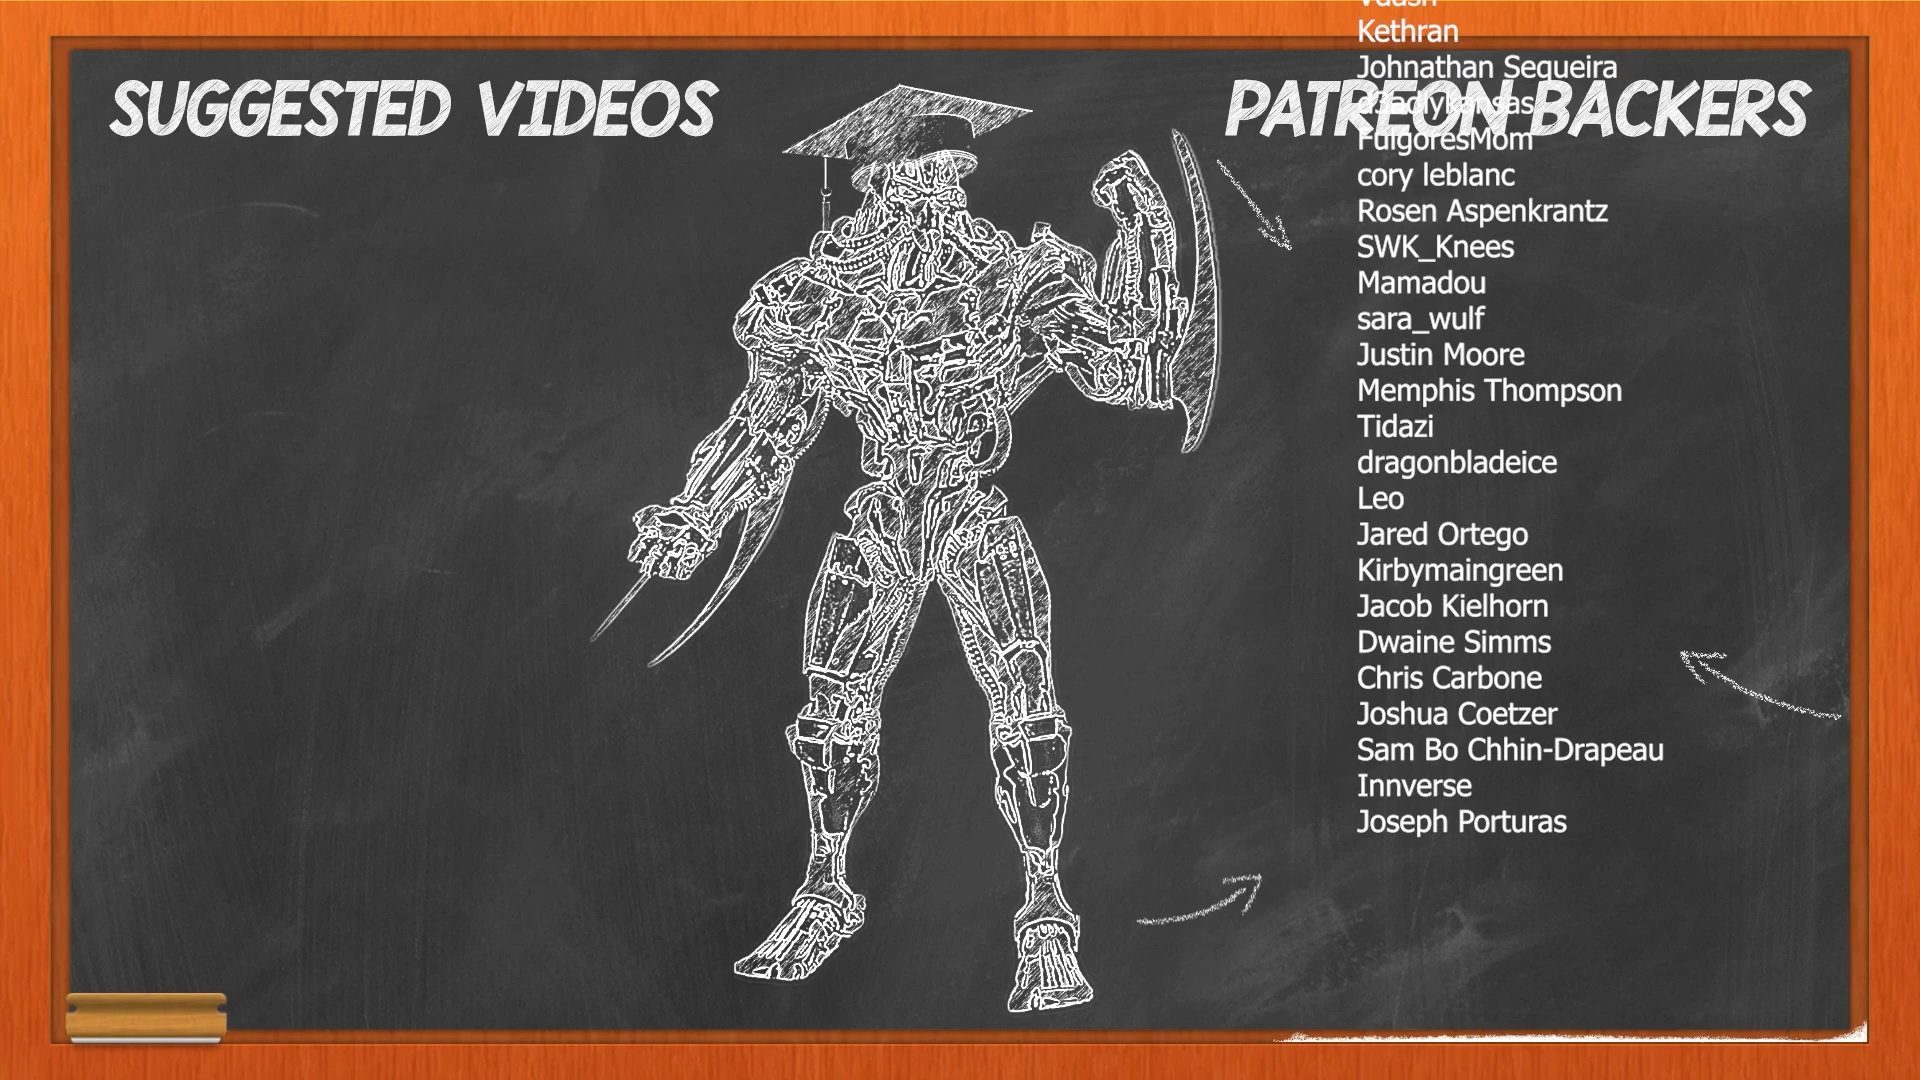 SUGGESTED VIDEOS
PATREON BACKERS
Kethran
Johnathan Sequeira
d3adlykansas
FulgoresMom
cory leblanc
Rosen Aspenkrantz
SWK_Knees
Mamadou
sara_wulf
Justin Moore
Memphis Thompson
Tidazi
dragonbladeice
Leo
Jared Ortego
Kirbymaingreen
Jacob Kielhorn
Dwaine Simms
Chris Carbone
Joshua Coetzer
Sam Bo Chhin-Drapeau
Innverse
Joseph Porturas